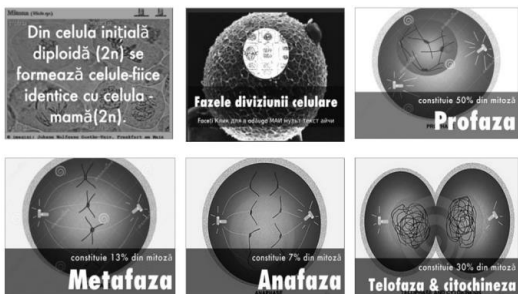 Din celula inițială
diploidă (2n) se
formează celule-fiice
identice cu celula -
mamă(2n).
Fazele diviziunii celulare
constituie 50% din mitoză
Profaza
constituie 13% din mitoză
Metafaza
constituie 7% din mitoză
Anafaza
constituie 30% din mitoză
Telofaza & citochineza